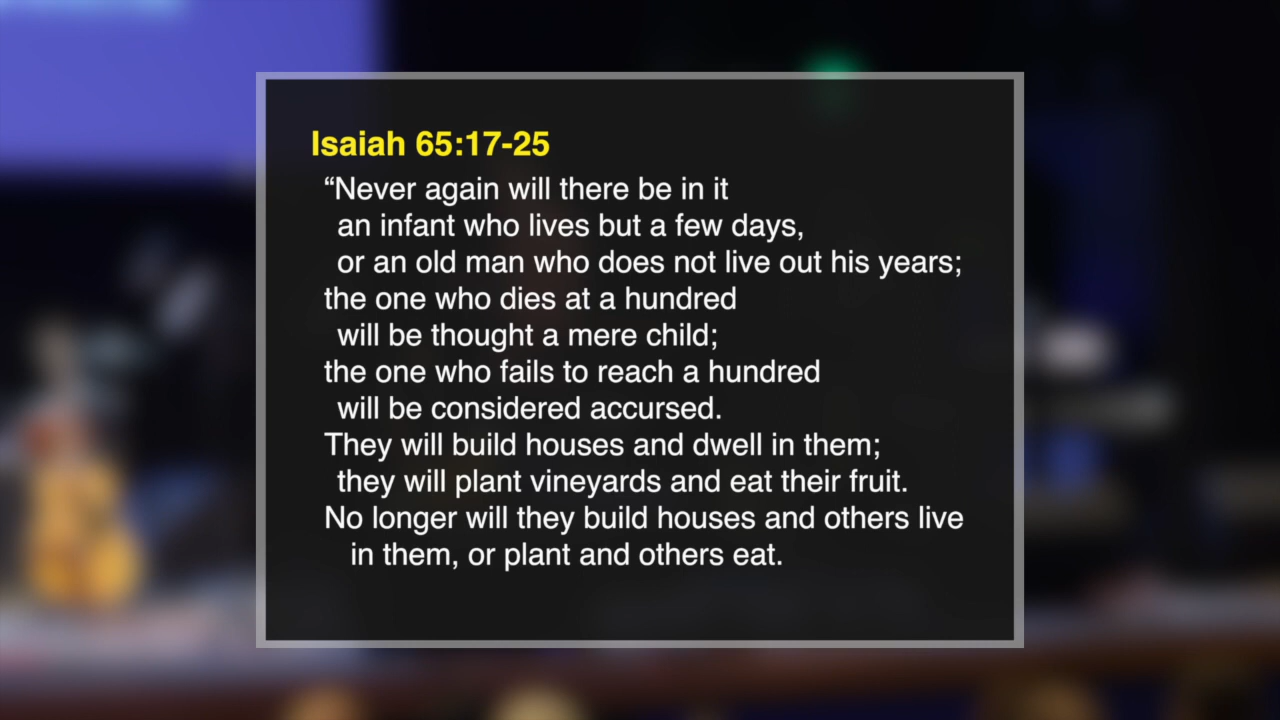 Isaiah 65:17-25
“Never again will there be in it
an infant who lives but a few days,
or an old man who does not live out his years;
the one who dies at a hundred
will be thought a mere child;
the one who fails to reach a hundred
will be considered accursed.
They will build houses and dwell in them;
they will plant vineyards and eat their fruit.
No longer will they build houses and others live
in them, or plant and others eat.